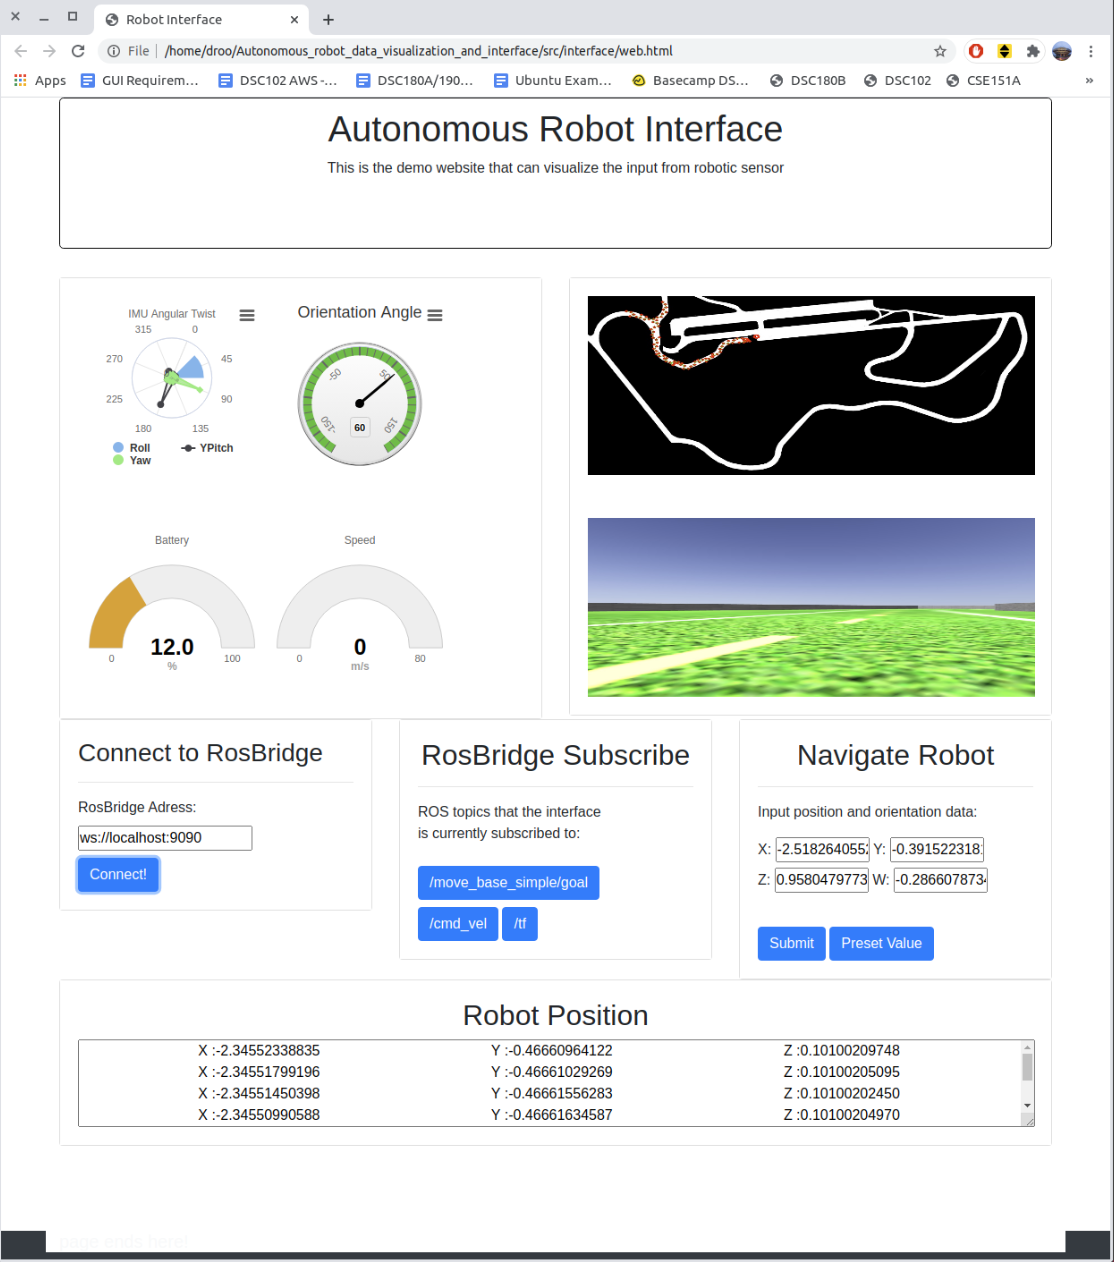 Robot Interface
File | /home/droo/Autonomous_robot_data_visualization_and_interface/src/interface/web.html
Apps GUI Requirem... DSC102 AWS -... DSC180A/190... Ubuntu Exam... Basecamp DS... DSC180B DSC102 CSE151A »
Autonomous Robot Interface
This is the demo website that can visualize the input from robotic sensor
IMU Angular Twist
315 0
270 45
225 90
180 135
Roll YPitch
Yaw
Orientation Angle
-50 50
-150 150
60
Battery
12.0
%
0 100
Speed
0
m/s
0 80
Connect to RosBridge
RosBridge Adress:
ws://localhost:9090
Connect!
RosBridge Subscribe
ROS topics that the interface
is currently subscribed to:
/move_base_simple/goal
/cmd_vel /tf
Navigate Robot
Input position and orientation data:
X: -2.518264055 Y: -0.391522318
Z: 0.9580479773 W: -0.286607873
Submit Preset Value
Robot Position
X :-2.34552338835 Y :-0.46660964122 Z :0.10100209748
X :-2.34551799196 Y :-0.46661029269 Z :0.10100205095
X :-2.34551450398 Y :-0.46661556283 Z :0.10100202450
X :-2.34550990588 Y :-0.46661634587 Z :0.10100204970
page ends here!